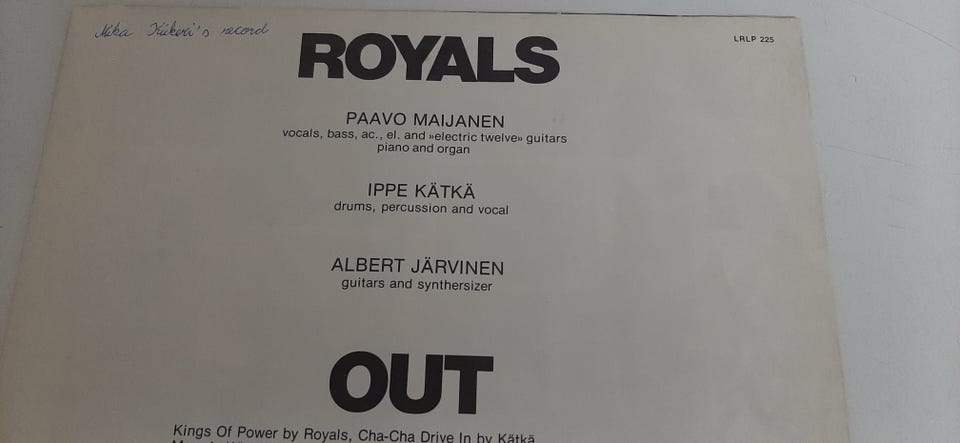 Mika Kiikeri's record
LRLP 225
ROYALS
PAAVO MAIJANEN
vocals, bass, ac., el. and »electric twelve» guitars
piano and organ
IPPE KÄTKÄ
drums, percussion and vocal
ALBERT JÄRVINEN
guitars and synthersizer
OUT
Kings Of Power by Royals, Cha-Cha Drive In by Kätkä